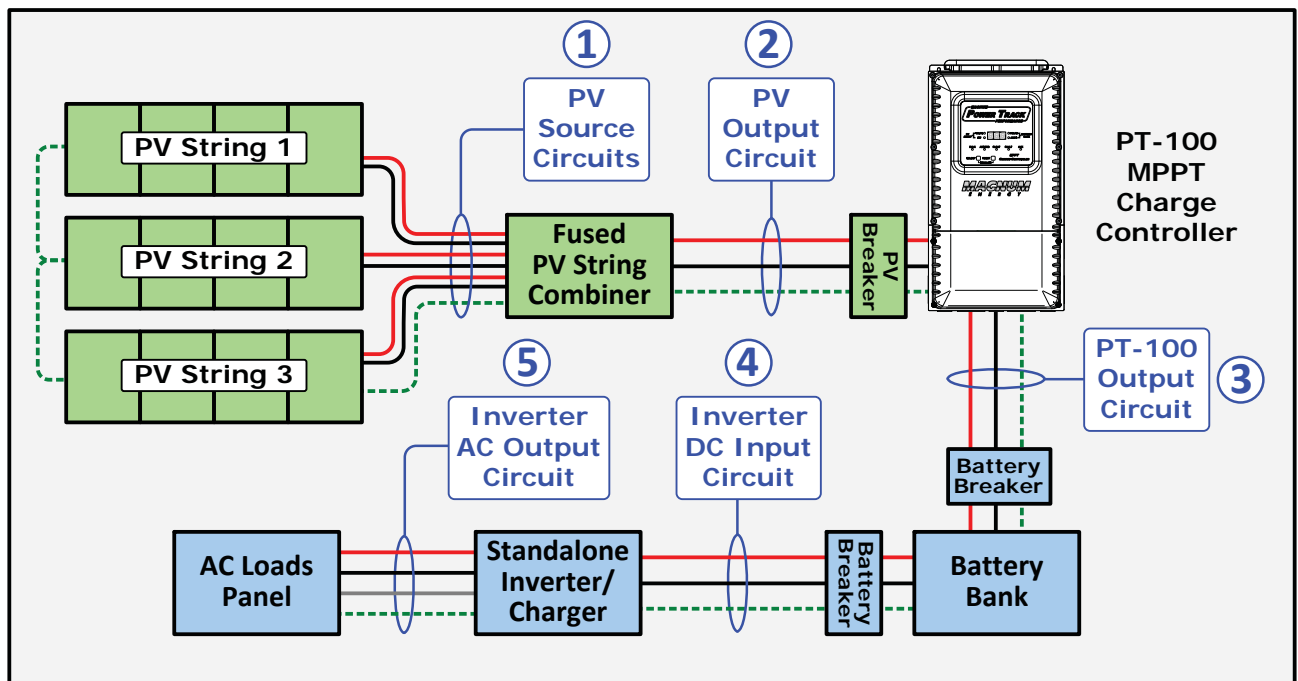 1
PV
Source
Circuits
2
PV
Output
Circuit
PV String 1
PV String 2
PV String 3
Fused
PV String
Combiner
PV
Breaker
POWER TRACK
MAGNUM
ENERGY
PT-100
MPPT
Charge
Controller
PT-100
Output
Circuit
3
5
Inverter
AC Output
Circuit
4
Inverter
DC Input
Circuit
Battery
Breaker
AC Loads
Panel
Standalone
Inverter/
Charger
Battery
Breaker
Battery
Bank